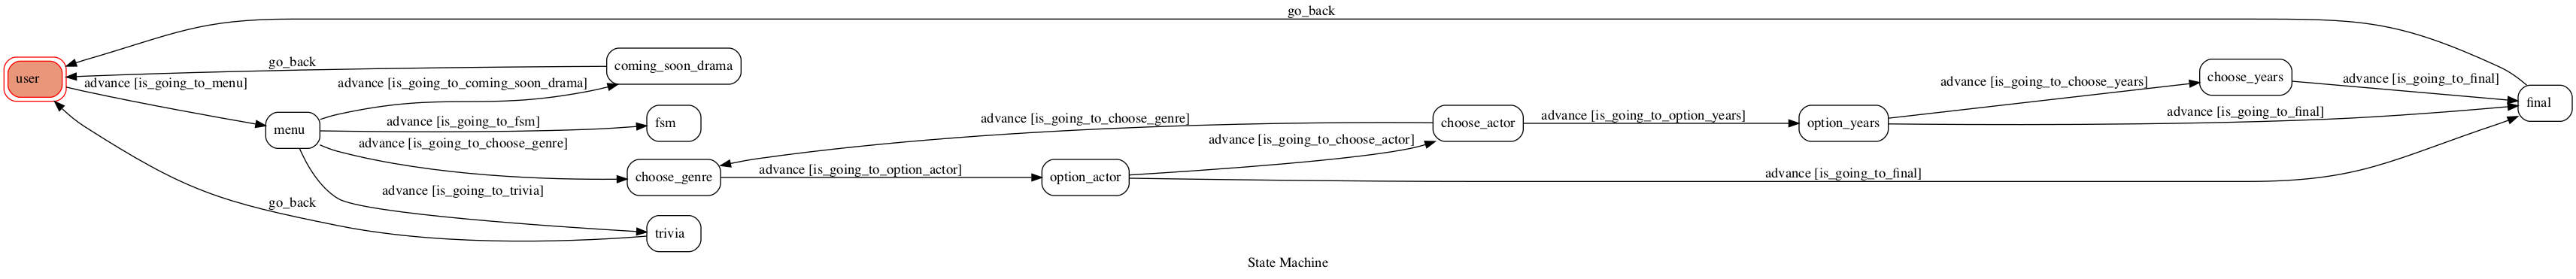 go_back
user
go_back
coming_soon_drama
advance [is_going_to_menu]
advance [is_going_to_coming_soon_drama]
menu
advance [is_going_to_fsm]
fsm
advance [is_going_to_choose_genre]
choose_genre
advance [is_going_to_option_actor]
option_actor
advance [is_going_to_choose_genre]
advance [is_going_to_choose_actor]
choose_actor
advance [is_going_to_option_years]
option_years
advance [is_going_to_choose_years]
choose_years
advance [is_going_to_final]
advance [is_going_to_final]
final
advance [is_going_to_final]
advance [is_going_to_trivia]
go_back
trivia
State Machine